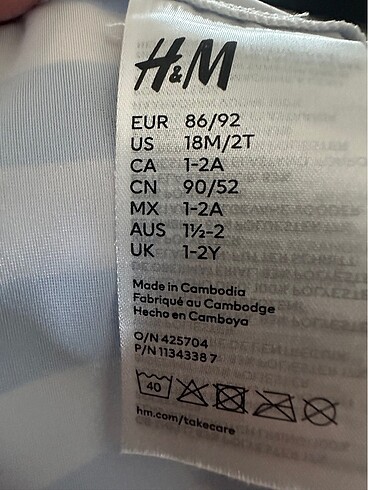 H&M
EUR 86/92
US 18M/2T
CA 1-2A
CN 90/52
MX 1-2A
AUS 1½-2
UK 1-2Y
Made in Cambodia
Fabriqué au Cambodge
Hecho en Camboya
O/N 425704
P/N 1134338 7
40
hm.com/takecare